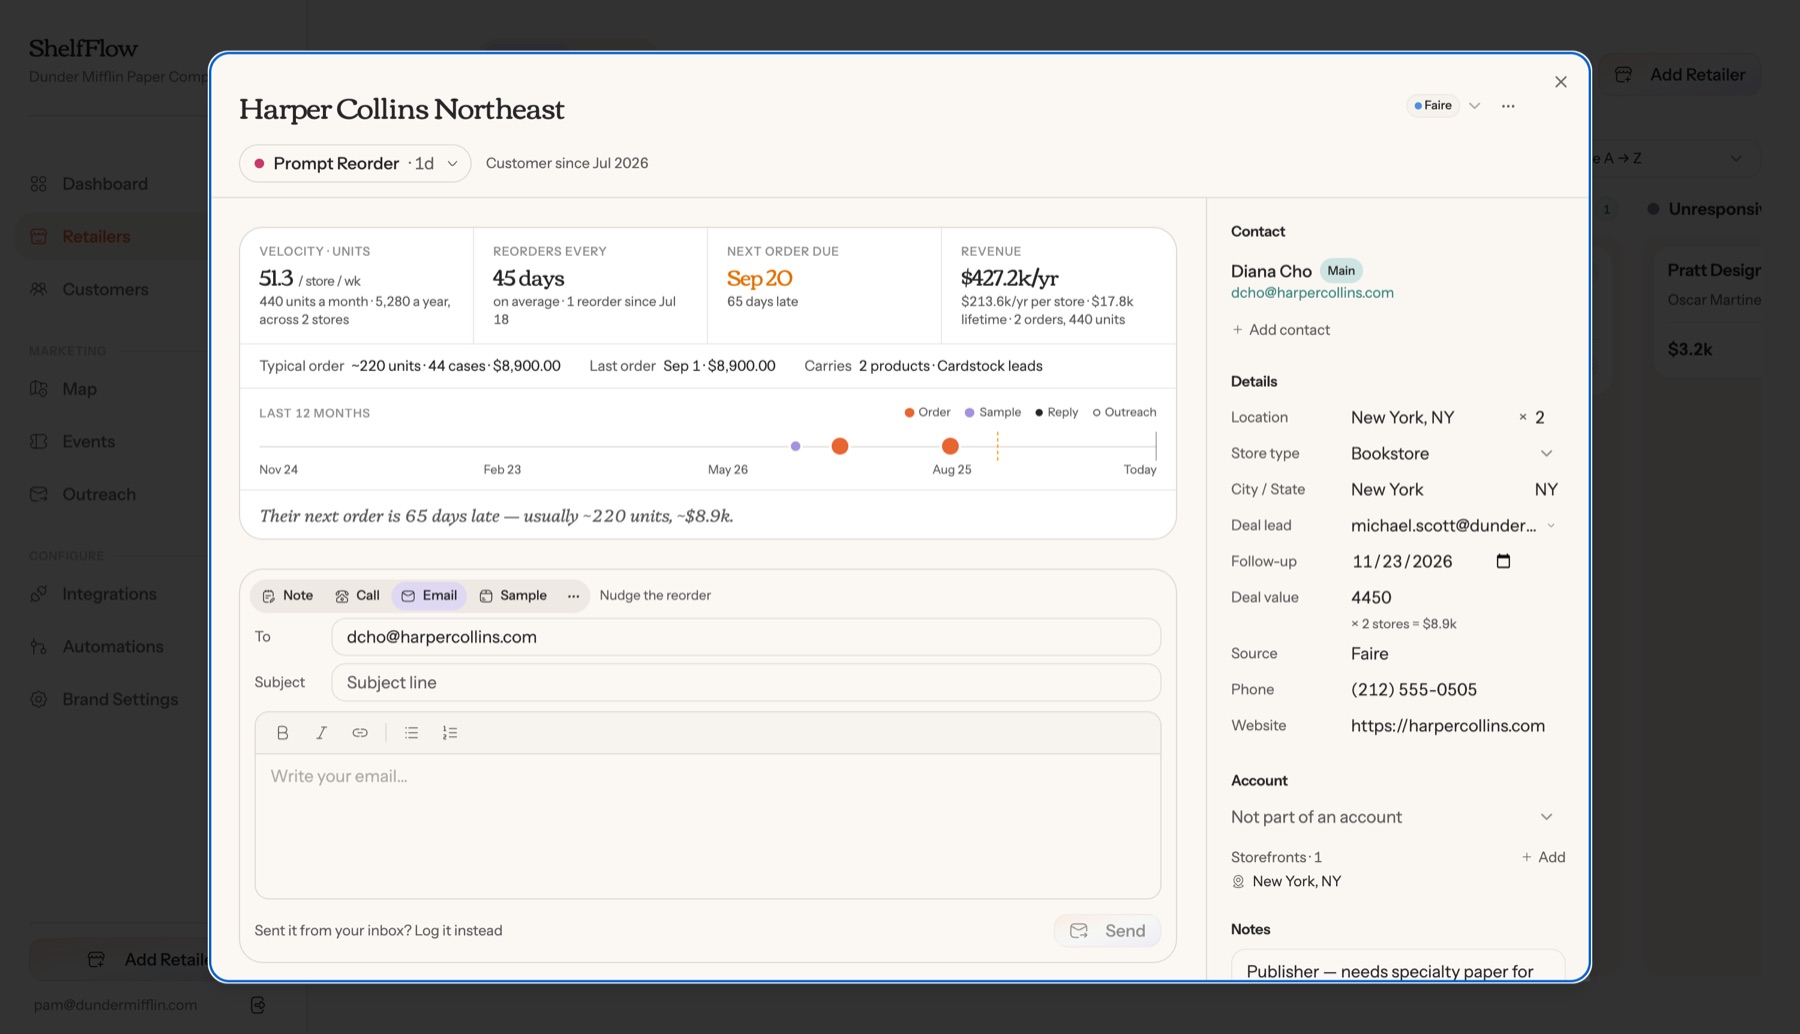 ShelfFlow
Dunder Mifflin Paper Comp
Dashboard
Retailers
Customers
MARKETING
Map
Events
Outreach
CONFIGURE
Integrations
Automations
Brand Settings
Add Retaile
pam@dundermifflin.com
Add Retailer
e A → Z
1
Unresponsiv
Pratt Design
Oscar Martine
$3.2k
Harper Collins Northeast
Faire
Prompt Reorder · 1d
Customer since Jul 2026
VELOCITY · UNITS
51.3 / store / wk
440 units a month · 5,280 a year,
across 2 stores
REORDERS EVERY
45 days
on average · 1 reorder since Jul
18
NEXT ORDER DUE
Sep 20
65 days late
REVENUE
$427.2k/yr
$213.6k/yr per store · $17.8k
lifetime · 2 orders, 440 units
Typical order ~220 units · 44 cases · $8,900.00 Last order Sep 1 · $8,900.00 Carries 2 products · Cardstock leads
LAST 12 MONTHS
Order Sample Reply Outreach
Nov 24 Feb 23 May 26 Aug 25 Today
Their next order is 65 days late — usually ~220 units, ~$8.9k.
Note Call Email Sample ... Nudge the reorder
To dcho@harpercollins.com
Subject Subject line
B I
Write your email...
Sent it from your inbox? Log it instead
Send
Contact
Diana Cho Main
dcho@harpercollins.com
+ Add contact
Details
Location New York, NY × 2
Store type Bookstore
City / State New York NY
Deal lead michael.scott@dunder...
Follow-up 11/23/2026
Deal value 4450
× 2 stores = $8.9k
Source Faire
Phone (212) 555-0505
Website https://harpercollins.com
Account
Not part of an account
Storefronts · 1 + Add
New York, NY
Notes
Publisher — needs specialty paper for